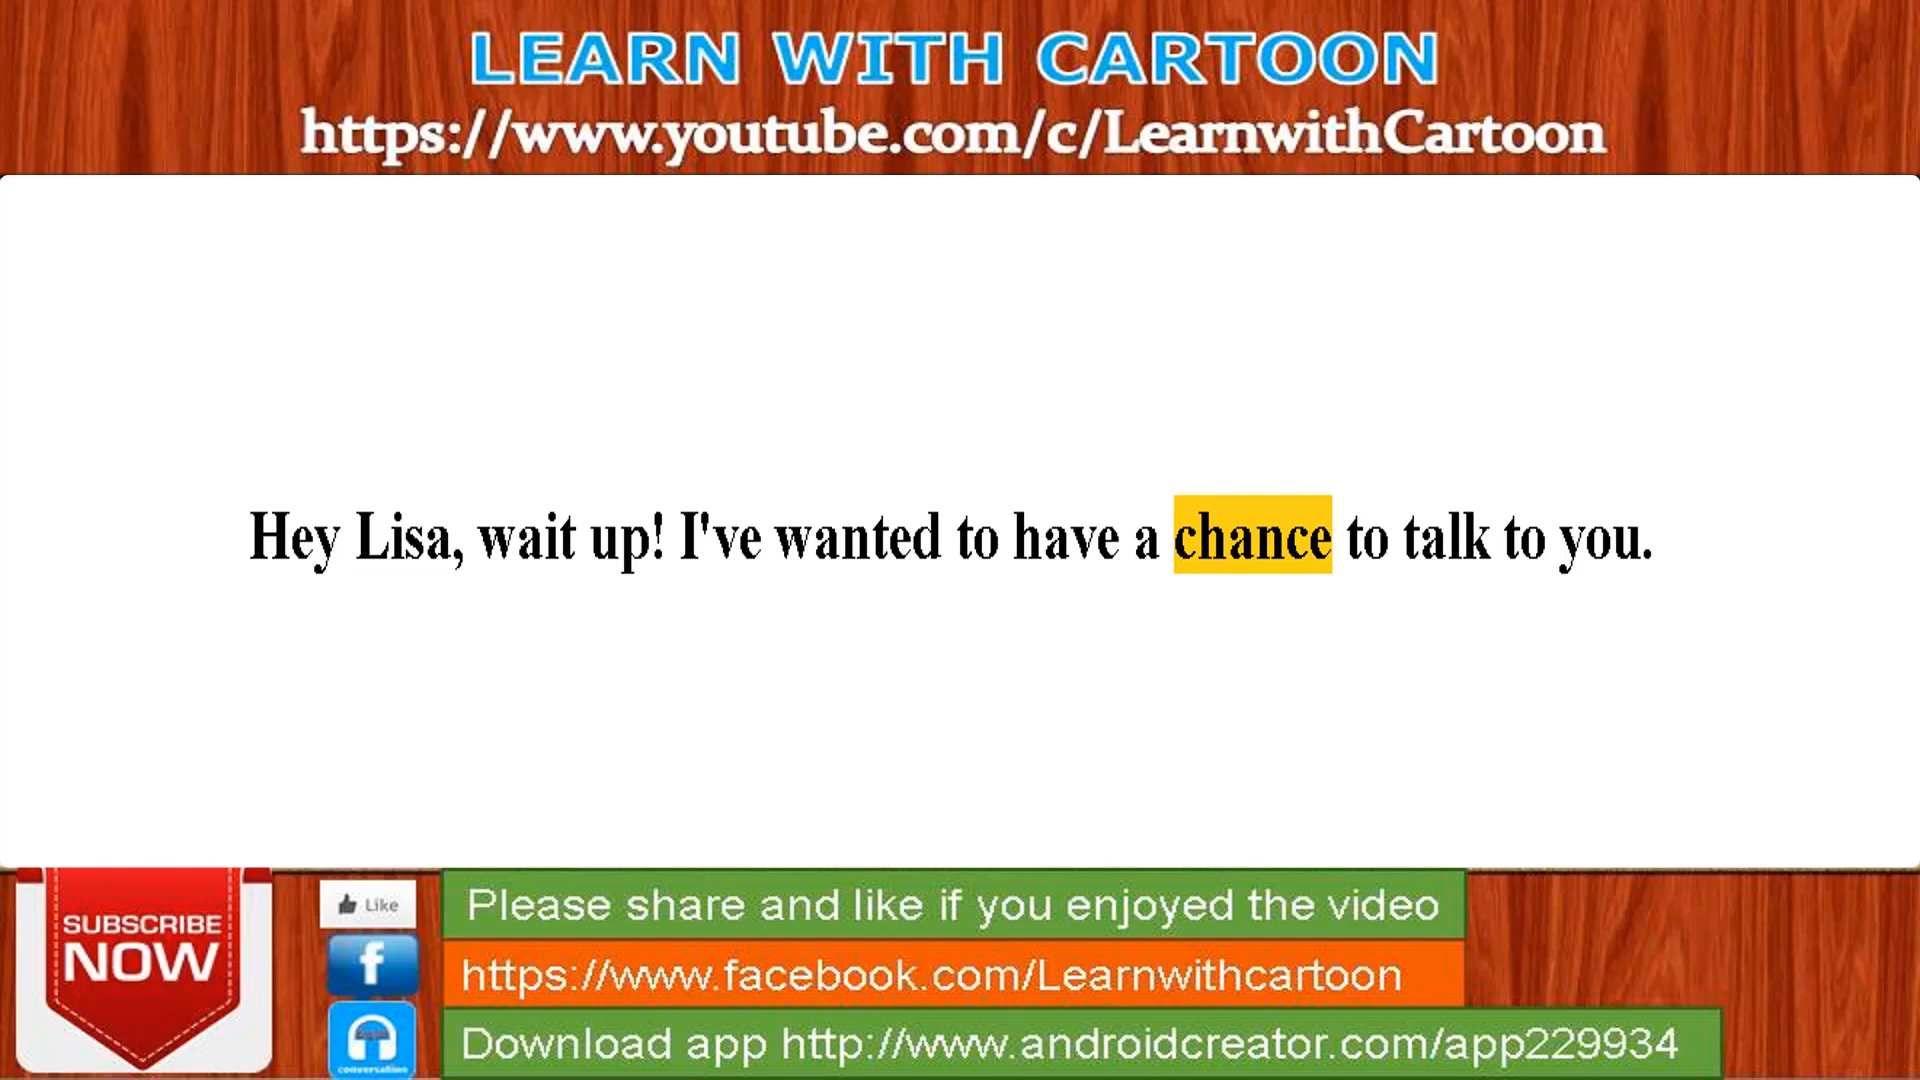 LEARN WITH CARTOON
https://www.youtube.com/c/LearnwithCartoon
Hey Lisa, wait up! I've wanted to have a chance to talk to you.
SUBSCRIBE
NOW
Like
f
conversation
Please share and like if you enjoyed the video
https://www.facebook.com/Learnwithcartoon
Download app http://www.androidcreator.com/app229934